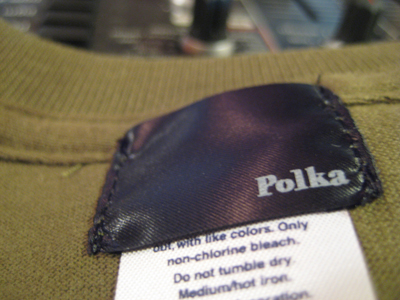 Polka
out, with like colors. Only
non-chlorine bleach.
Do not tumble dry.
Medium/hot iron.